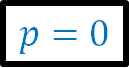 p = 0